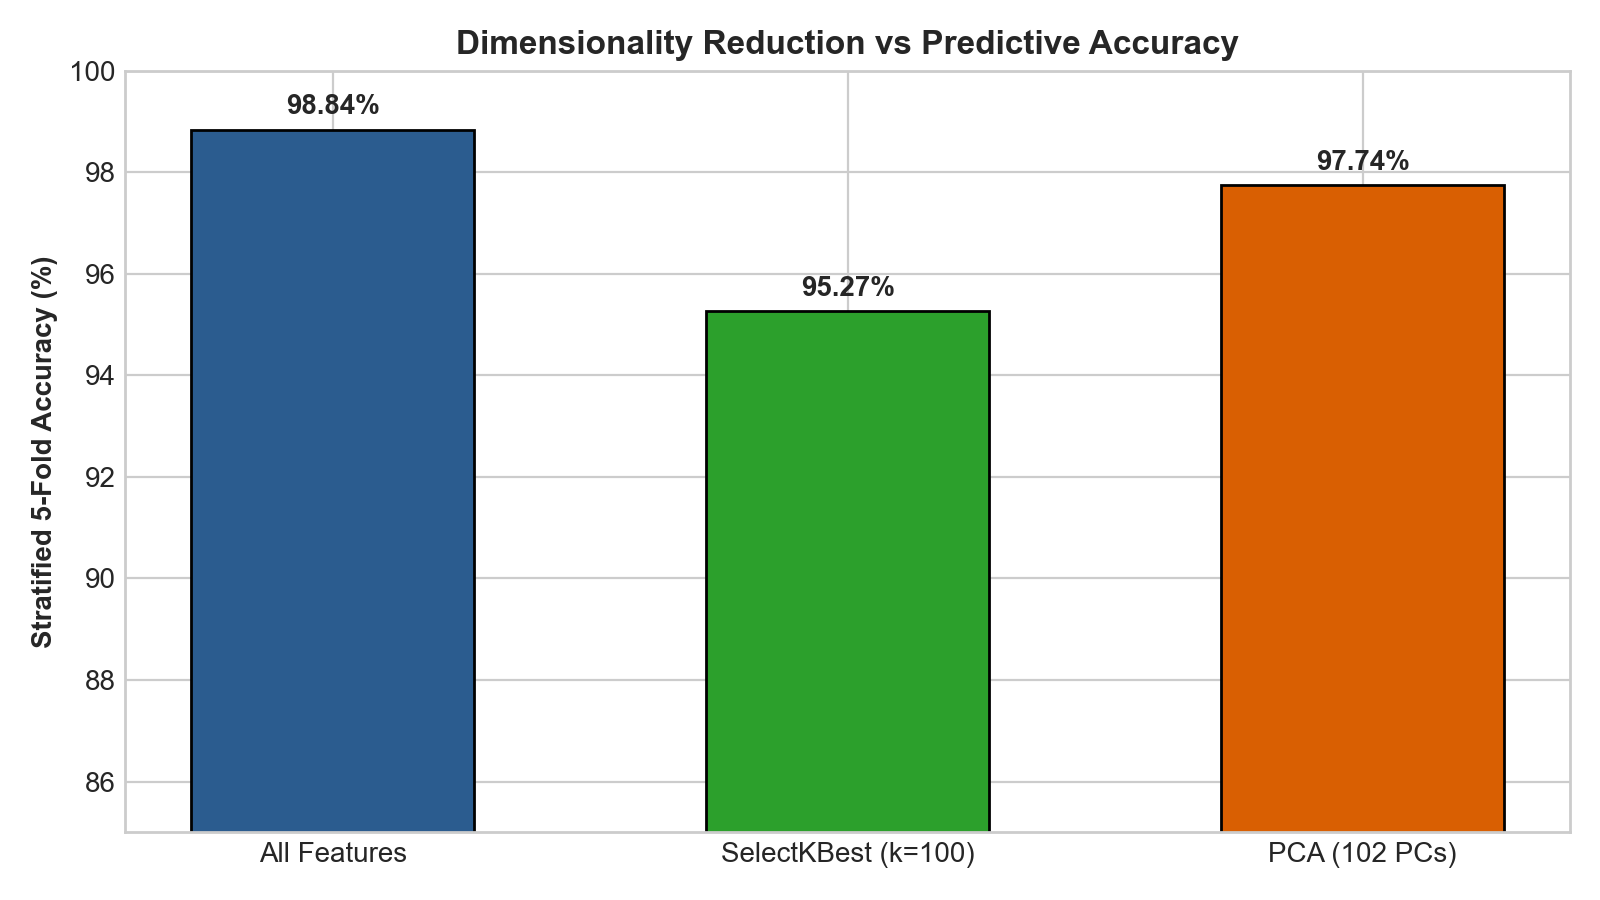 Dimensionality Reduction vs Predictive Accuracy
Stratified 5-Fold Accuracy (%)
100
98
96
94
92
90
88
86
98.84%
95.27%
97.74%
All Features
SelectKBest (k=100)
PCA (102 PCs)